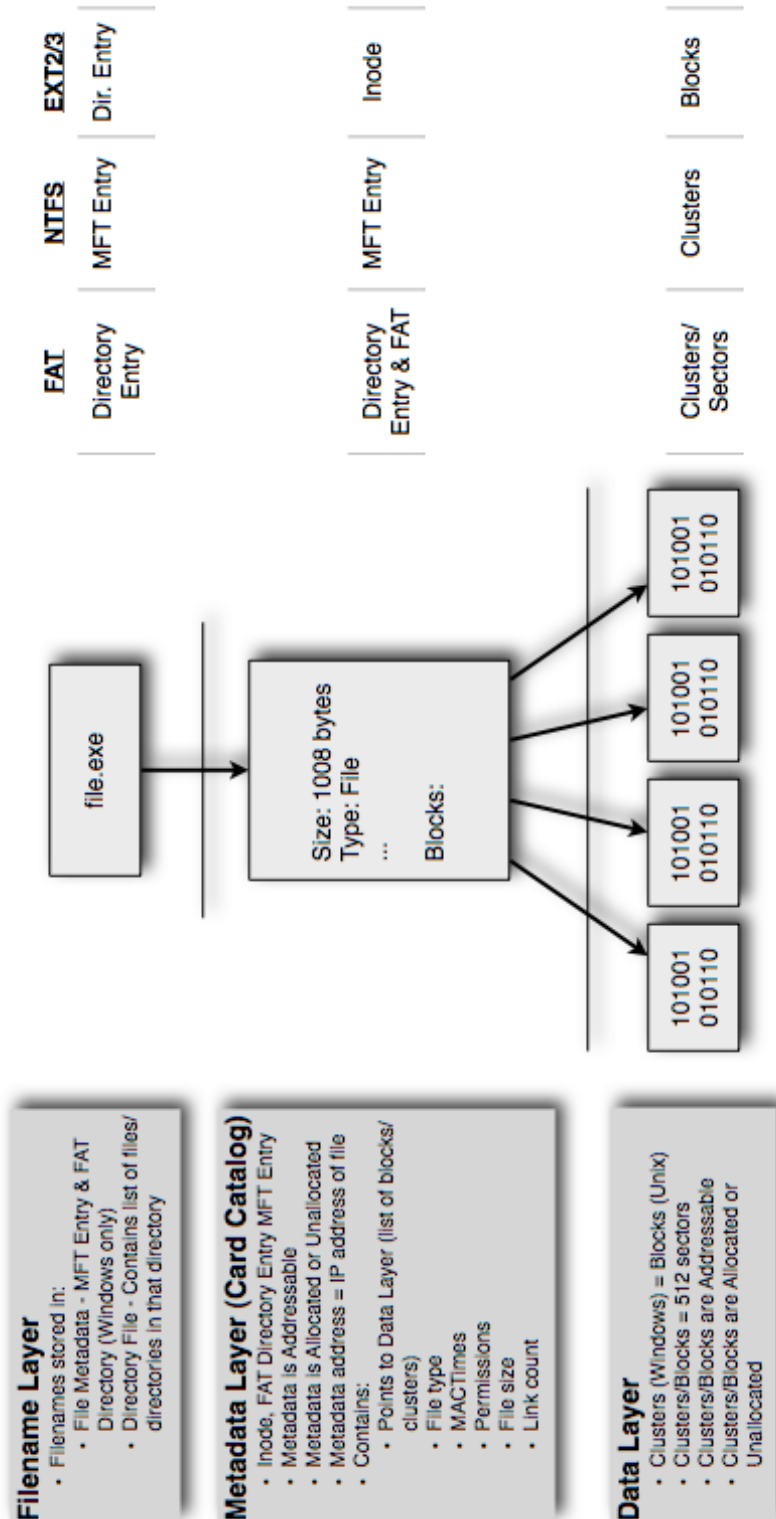 Filename Layer
• Filenames stored in:
• File Metadata - MFT Entry & FAT
Directory (Windows only)
• Directory File - Contains list of files/
directories in that directory
Metadata Layer (Card Catalog)
• Inode, FAT Directory Entry MFT Entry
• Metadata is Addressable
• Metadata is Allocated or Unallocated
• Metadata address = IP address of file
• Contains:
• Points to Data Layer (list of blocks/
clusters)
• File type
• MACTimes
• Permissions
• File size
• Link count
Data Layer
• Clusters (Windows) = Blocks (Unix)
• Clusters/Blocks = 512 sectors
• Clusters/Blocks are Addressable
• Clusters/Blocks are Allocated or
Unallocated
file.exe
Size: 1008 bytes
Type: File
...
Blocks:
101001
010110
101001
010110
101001
010110
101001
010110
FAT
NTFS
EXT2/3
Directory
Entry
MFT Entry
Dir. Entry
Directory
Entry & FAT
MFT Entry
Inode
Clusters/
Sectors
Clusters
Blocks